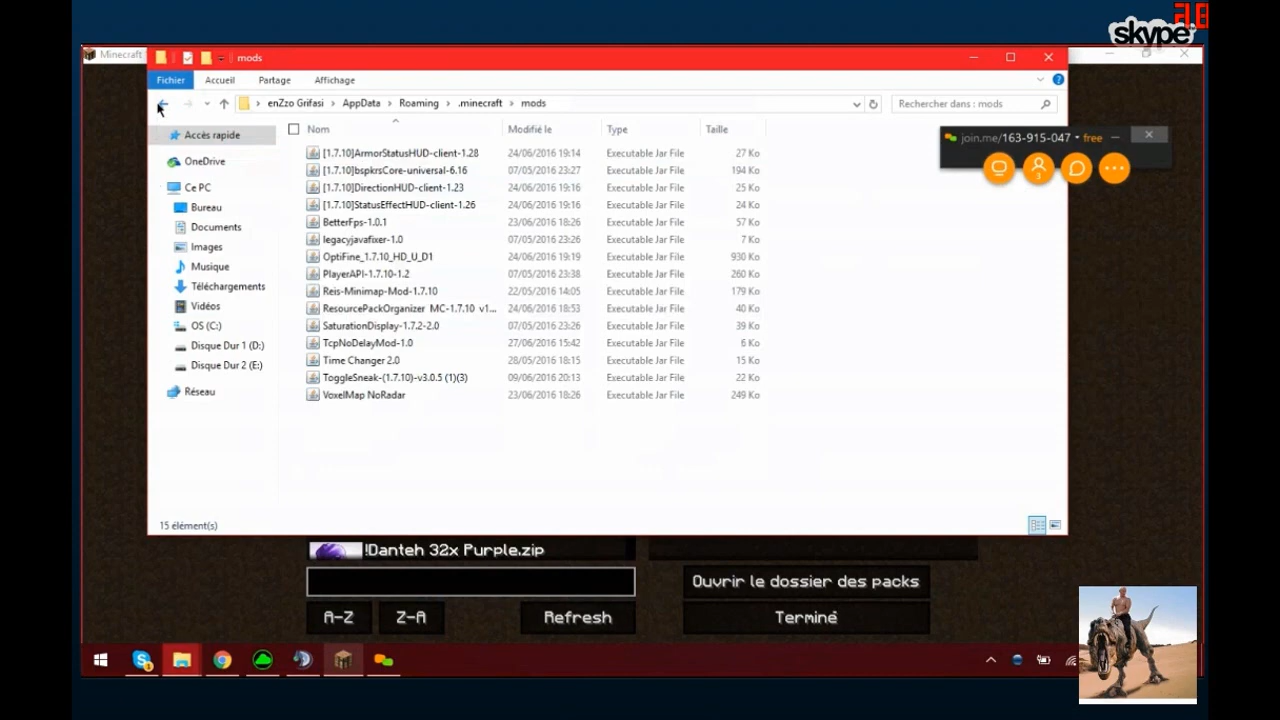 skype
Minecraft
mods
Fichier
Accueil
Partage
Affichage
enZzo Grifasi
AppData
Roaming
.minecraft
mods
Rechercher dans : mods
join.me/163-915-047
free
3
Accès rapide
OneDrive
Ce PC
Bureau
Documents
Images
Musique
Téléchargements
Vidéos
OS (C:)
Disque Dur 1 (D:)
Disque Dur 2 (E:)
Réseau
Nom Modifié le Type Taille
[1.7.10]ArmorStatusHUD-client-1.28 24/06/2016 19:14 Executable Jar File 27 Ko
[1.7.10]bspkrsCore-universal-6.16 07/05/2016 23:27 Executable Jar File 194 Ko
[1.7.10]DirectionHUD-client-1.23 24/06/2016 19:16 Executable Jar File 25 Ko
[1.7.10]StatusEffectHUD-client-1.26 24/06/2016 19:16 Executable Jar File 24 Ko
BetterFps-1.0.1 23/06/2016 18:26 Executable Jar File 57 Ko
legacyjavafixer-1.0 07/05/2016 23:26 Executable Jar File 7 Ko
OptiFine_1.7.10_HD_U_D1 24/06/2016 19:19 Executable Jar File 930 Ko
PlayerAPI-1.7.10-1.2 07/05/2016 23:38 Executable Jar File 260 Ko
Reis-Minimap-Mod-1.7.10 22/05/2016 14:05 Executable Jar File 179 Ko
ResourcePackOrganizer MC-1.7.10 v1... 24/06/2016 18:53 Executable Jar File 40 Ko
SaturationDisplay-1.7.2-2.0 07/05/2016 23:26 Executable Jar File 39 Ko
TcpNoDelayMod-1.0 27/06/2016 15:42 Executable Jar File 6 Ko
Time Changer 2.0 28/05/2016 18:15 Executable Jar File 15 Ko
ToggleSneak-(1.7.10)-v3.0.5 (1)(3) 09/06/2016 20:13 Executable Jar File 22 Ko
VoxelMap NoRadar 23/06/2016 18:26 Executable Jar File 249 Ko
15 élément(s)
!Danteh 32x Purple.zip
Ouvrir le dossier des packs
A-Z
Z-A
Refresh
Terminé